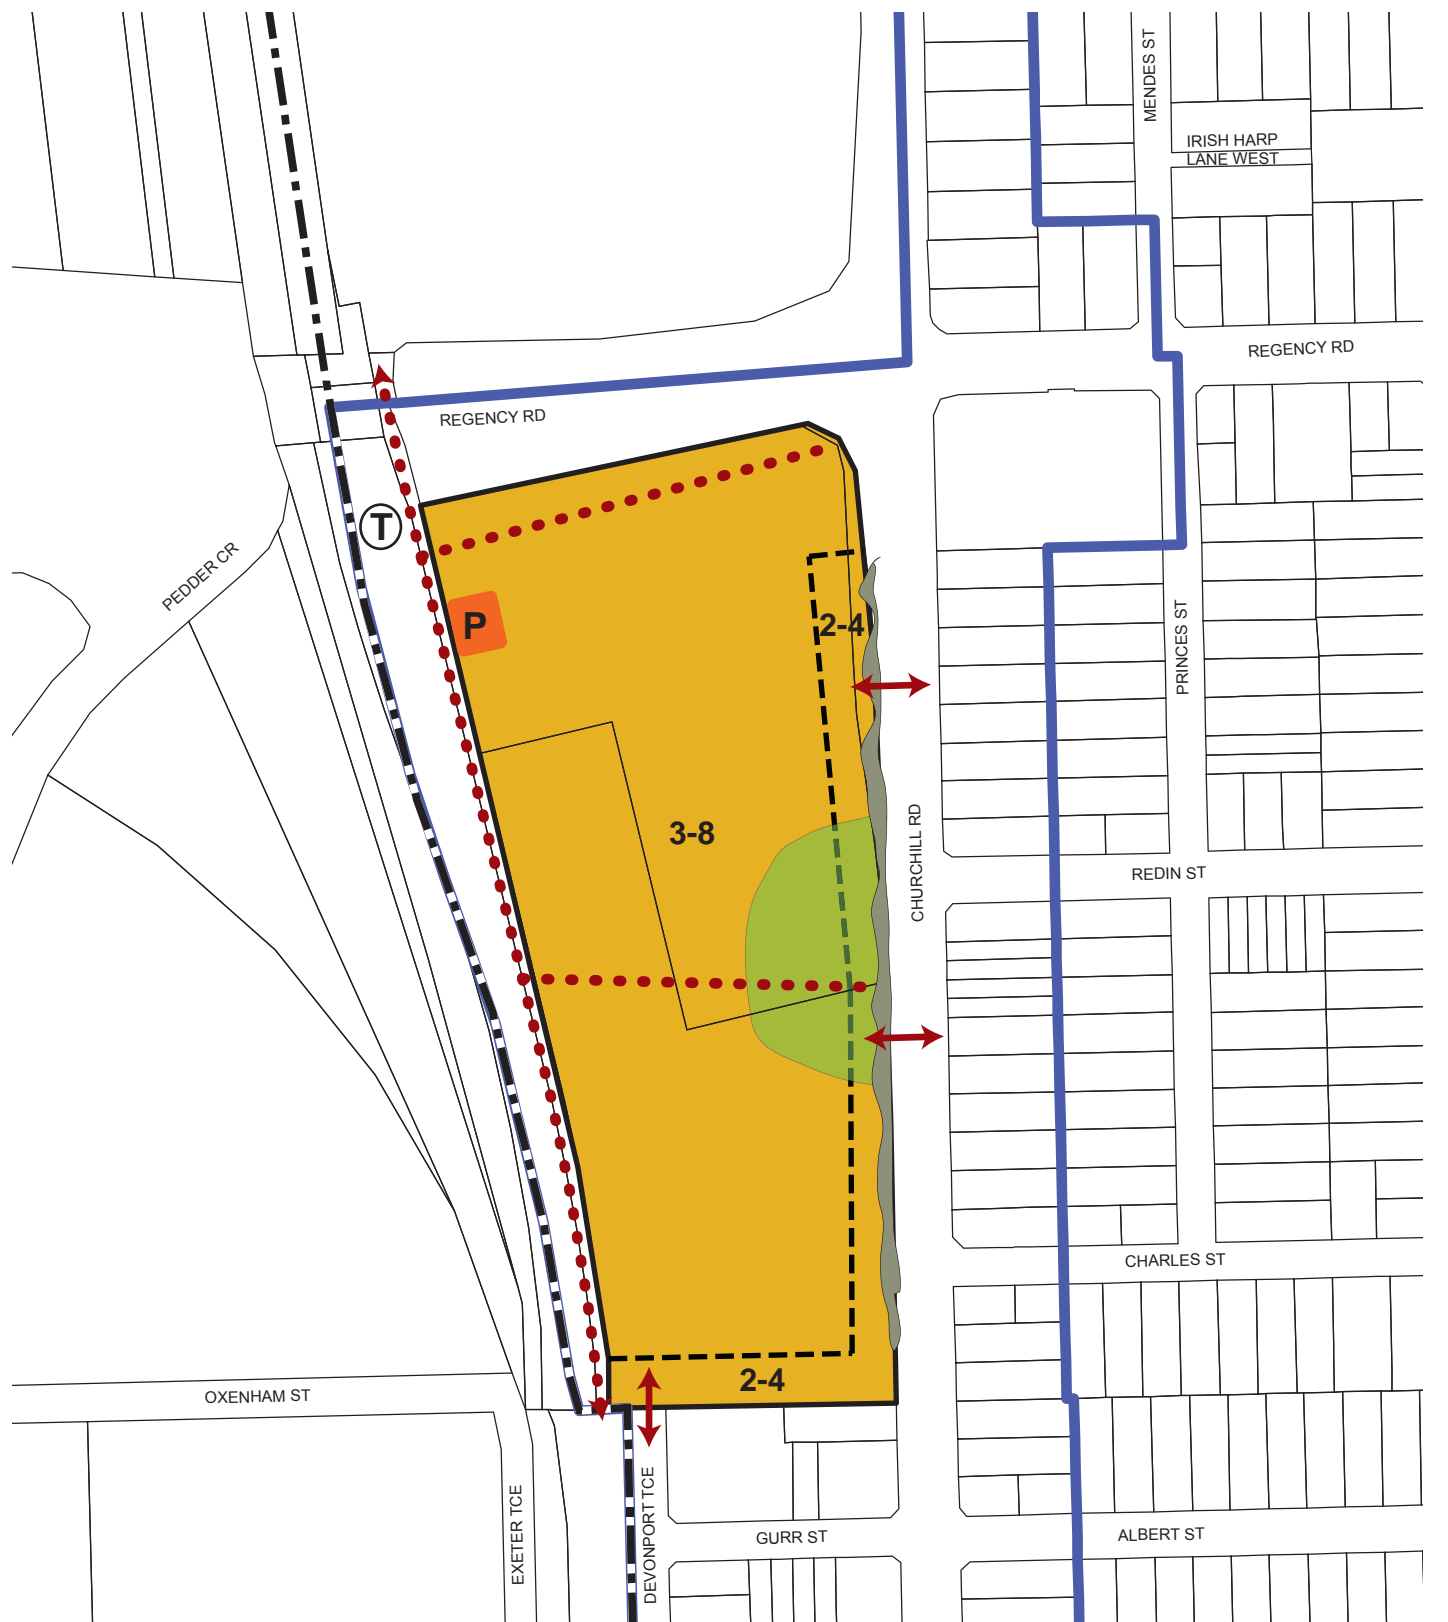 MENDES ST
IRISH HARP
LANE WEST
REGENCY RD
REGENCY RD
T
PEDDER CR
P
2-4
PRINCES ST
3-8
CHURCHILL RD
REDIN ST
CHARLES ST
2-4
OXENHAM ST
EXETER TCE
DEVONPORT TCE
GURR ST
ALBERT ST